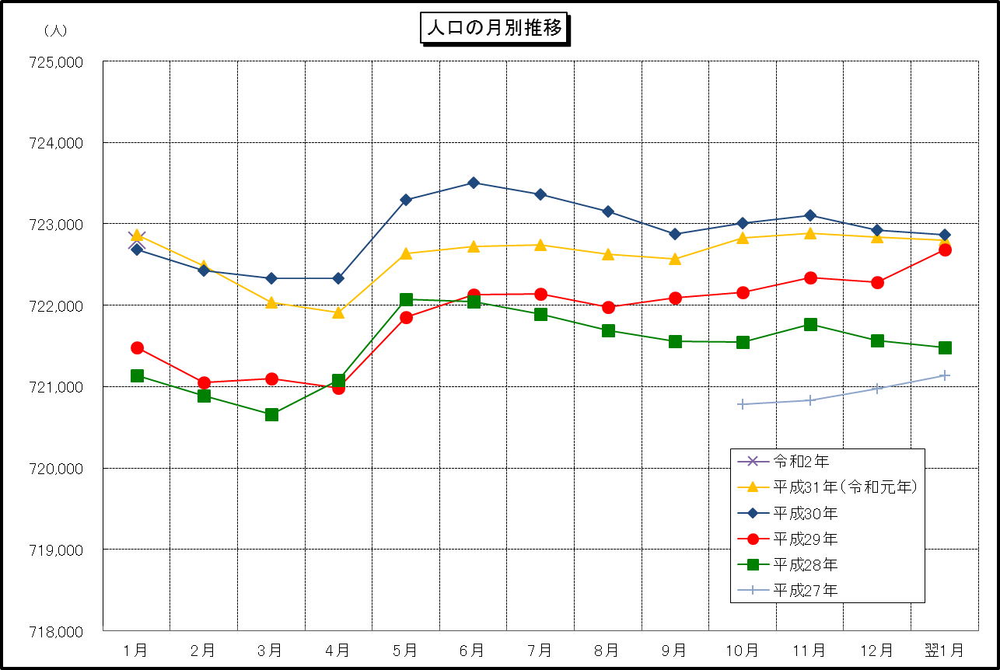 人口の月別推移
（人）
725,000
724,000
723,000
722,000
721,000
720,000
719,000
718,000
1月 2月 3月 4月 5月 6月 7月 8月 9月 10月 11月 12月 翌1月
令和2年
平成31年（令和元年）
平成30年
平成29年
平成28年
平成27年